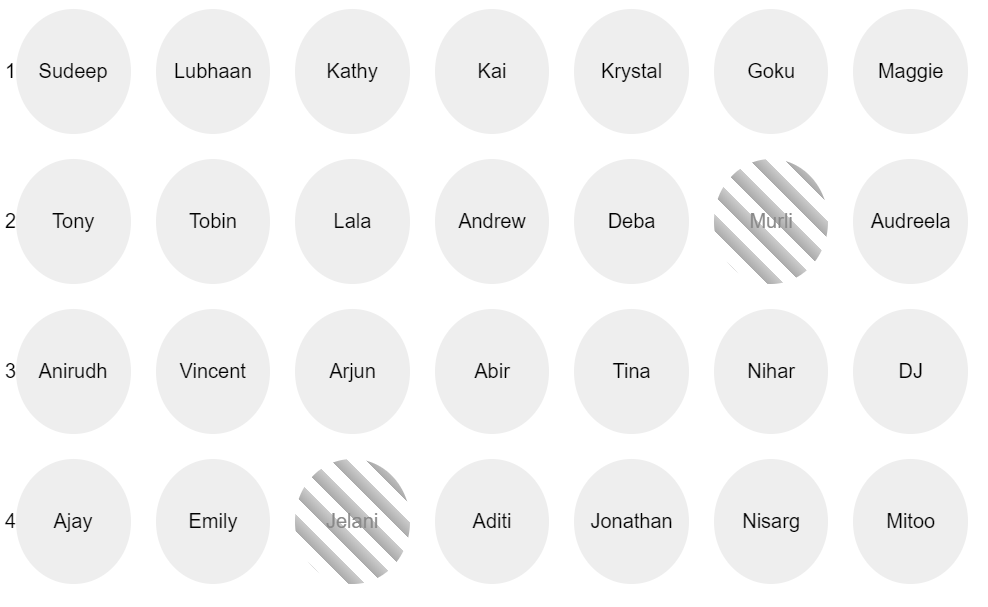 1 Sudeep Lubhaan Kathy Kai Krystal Goku Maggie
2 Tony Tobin Lala Andrew Deba Murli Audreela
3 Anirudh Vincent Arjun Abir Tina Nihar DJ
4 Ajay Emily Jelani Aditi Jonathan Nisarg Mitoo